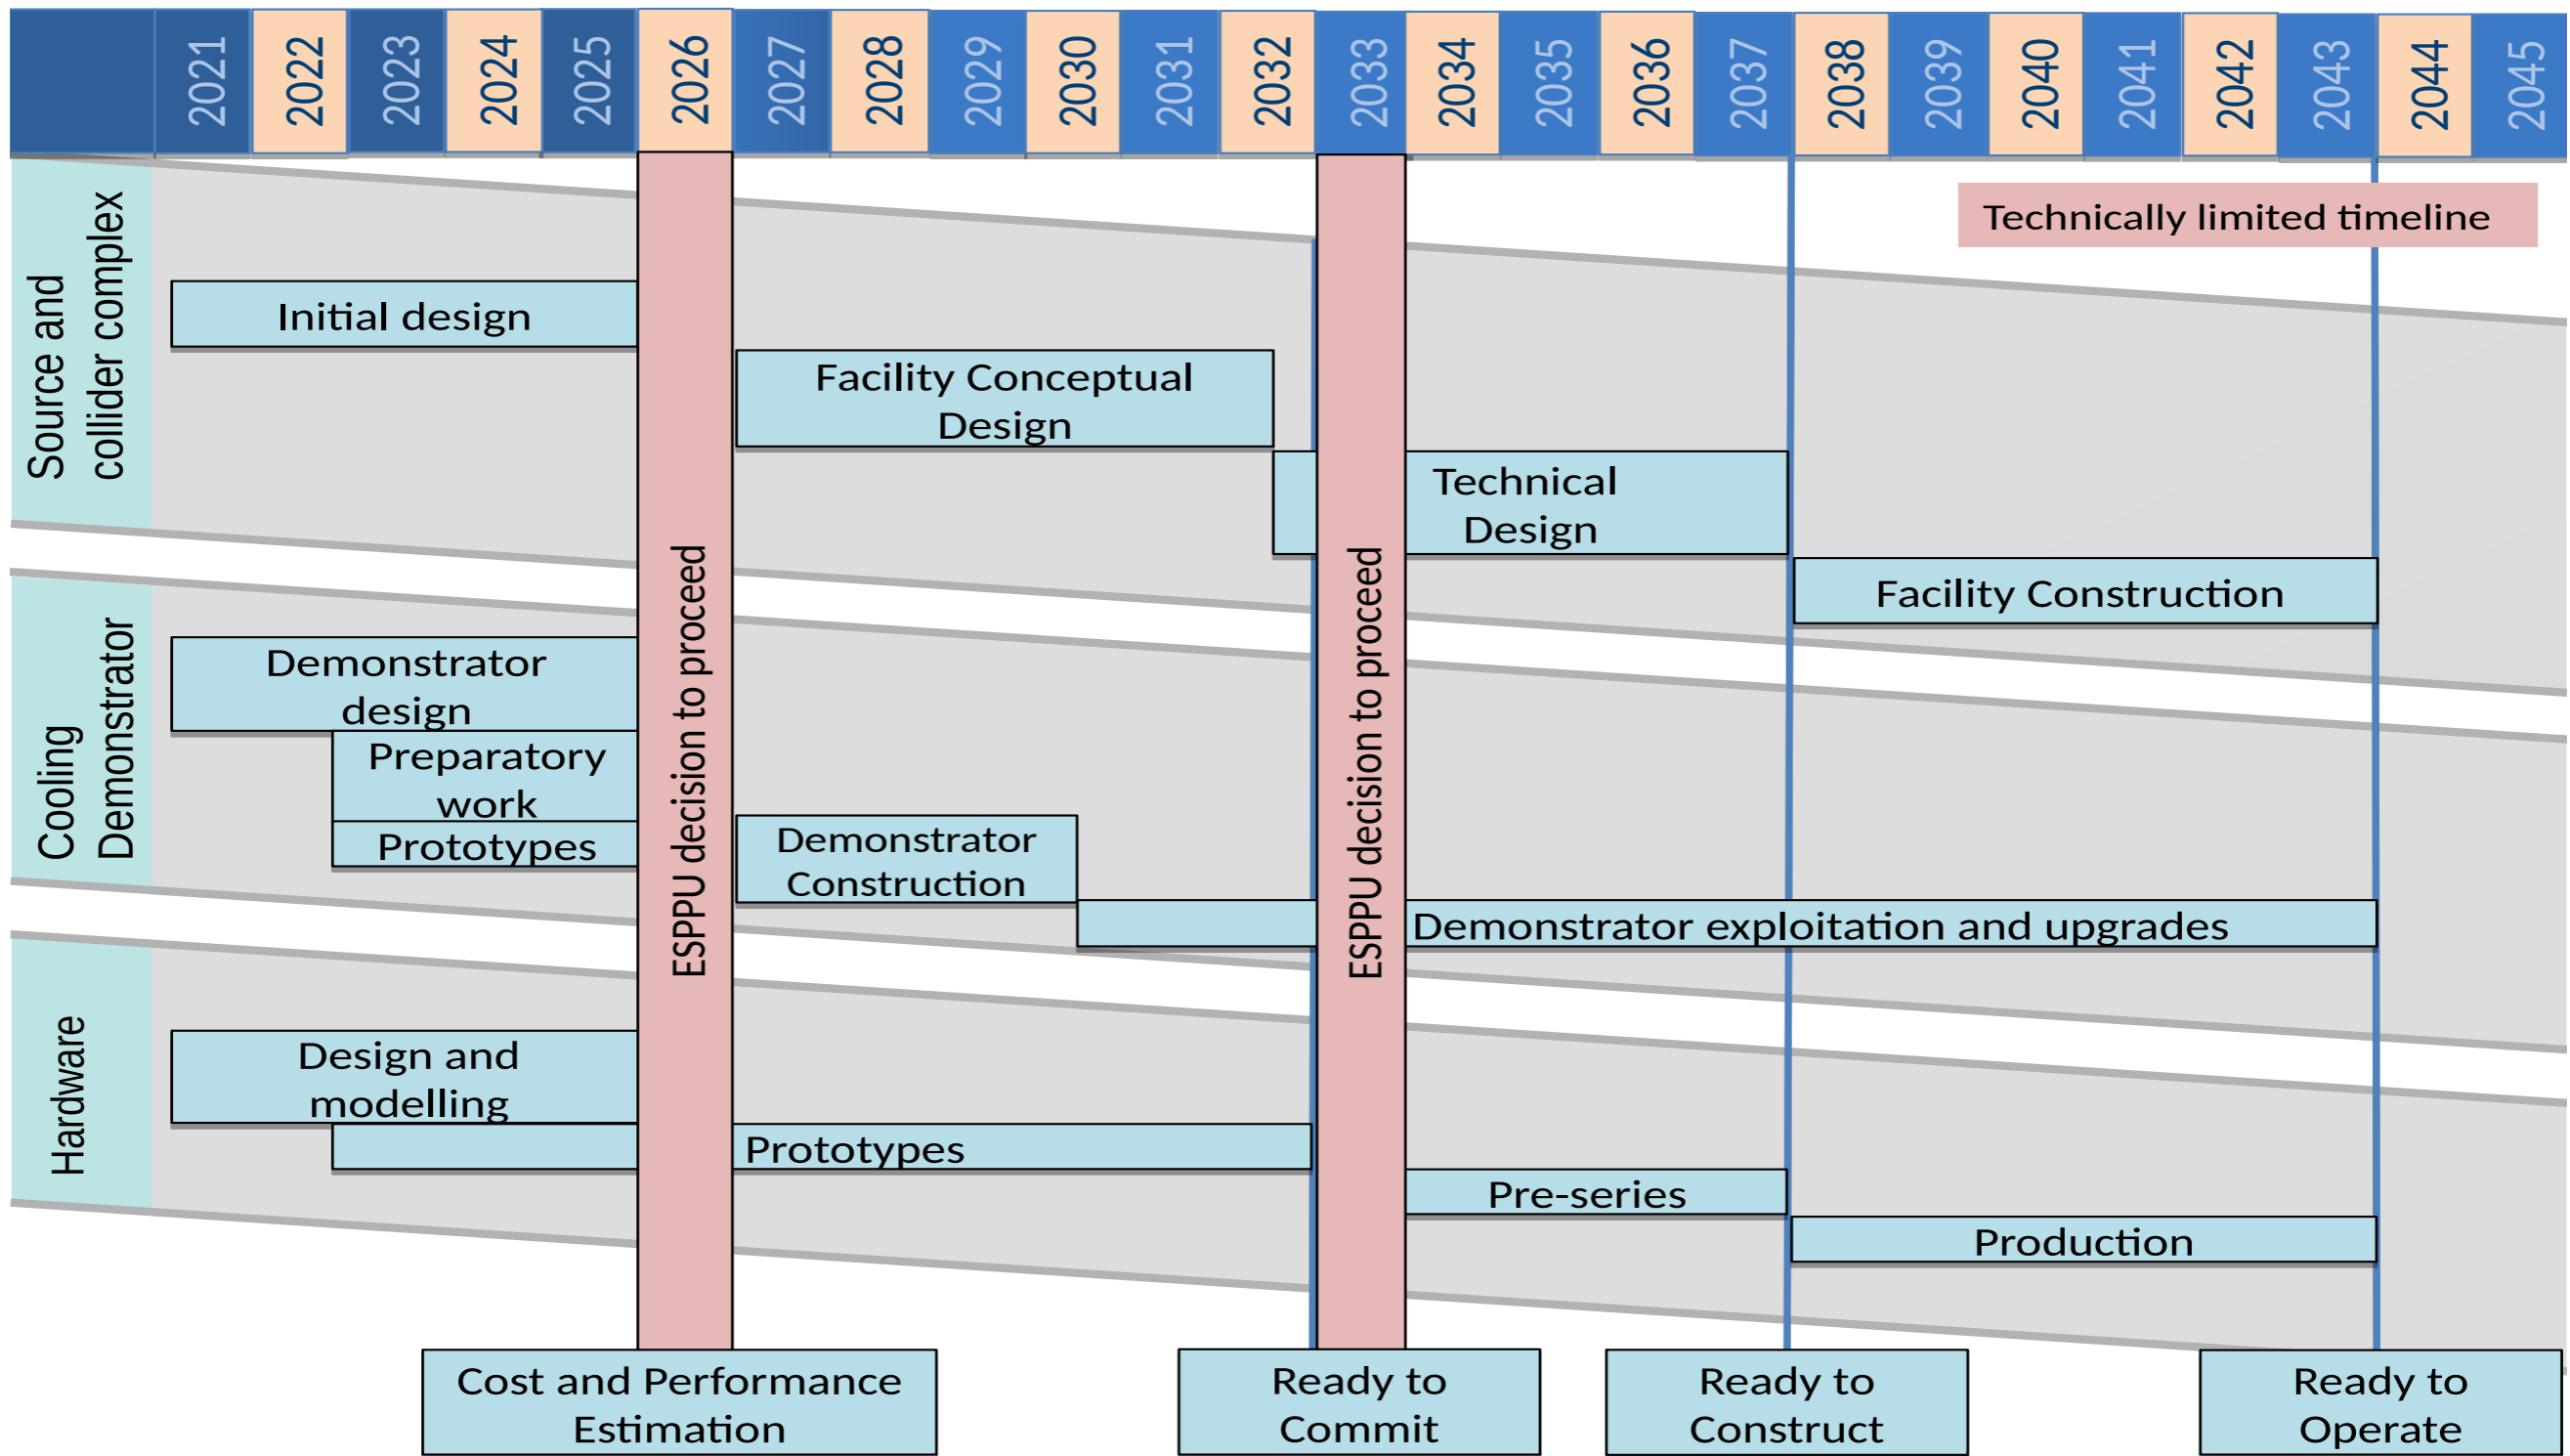 2021 2022 2023 2024 2025 2026 2027 2028 2029 2030 2031 2032 2033 2034 2035 2036 2037 2038 2039 2040 2041 2042 2043 2044 2045
Technically limited timeline
Source and
collider complex
Initial design
Facility Conceptual
Design
Technical
Design
Facility Construction
ESPPU decision to proceed
ESPPU decision to proceed
Cooling
Demonstrator
Demonstrator
design
Preparatory
work
Prototypes
Demonstrator
Construction
Demonstrator exploitation and upgrades
Hardware
Design and
modelling
Prototypes
Pre-series
Production
Cost and Performance
Estimation
Ready to
Commit
Ready to
Construct
Ready to
Operate